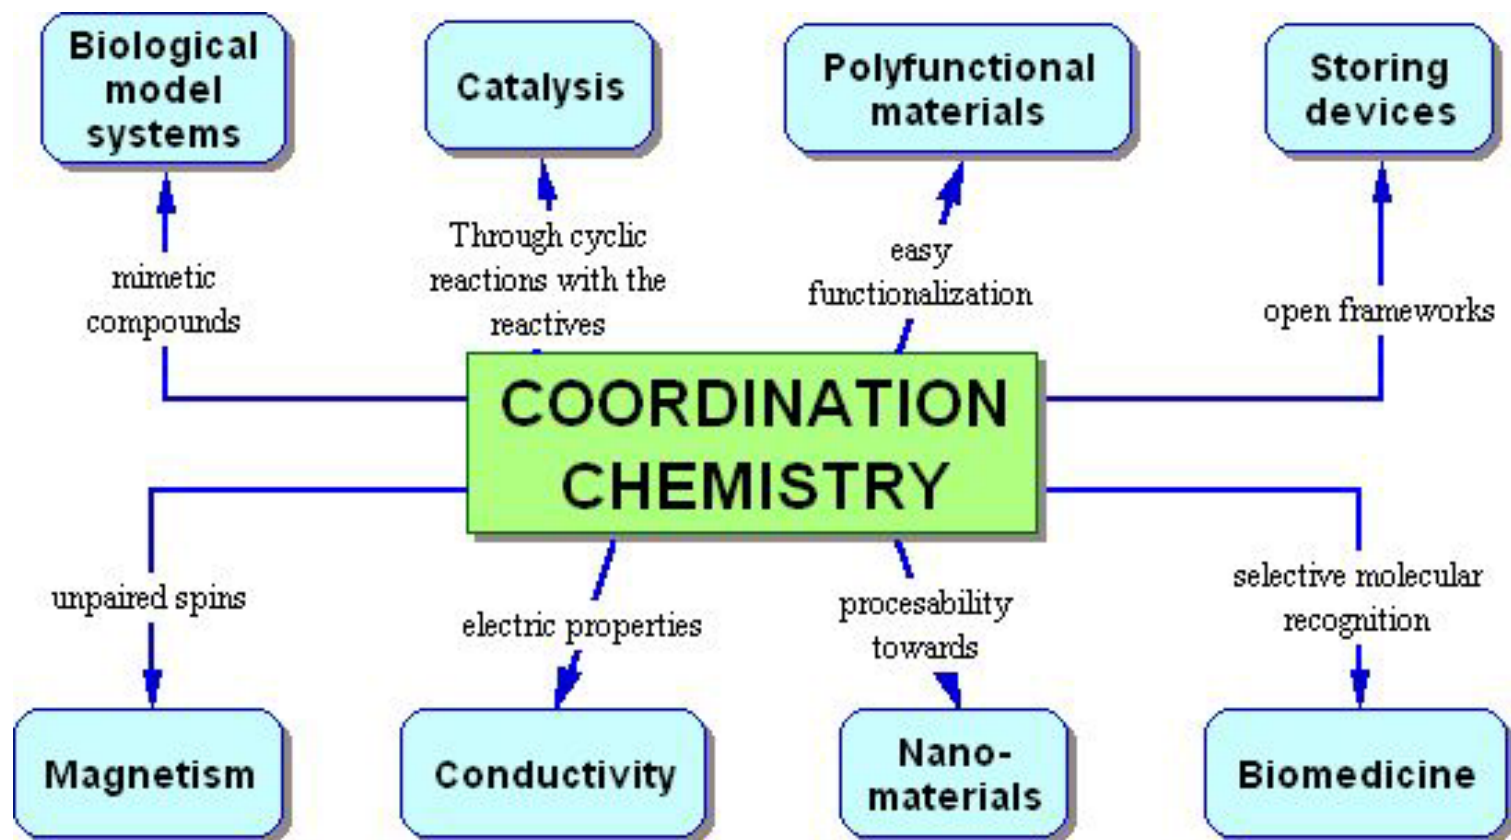 Biological
model
systems
Catalysis
Polyfunctional
materials
Storing
devices
mimetic
compounds
Through cyclic
reactions with the
reactives
easy
functionalization
open frameworks
COORDINATION
CHEMISTRY
unpaired spins
electric properties
procesability
towards
selective molecular
recognition
Magnetism
Conductivity
Nano-
materials
Biomedicine